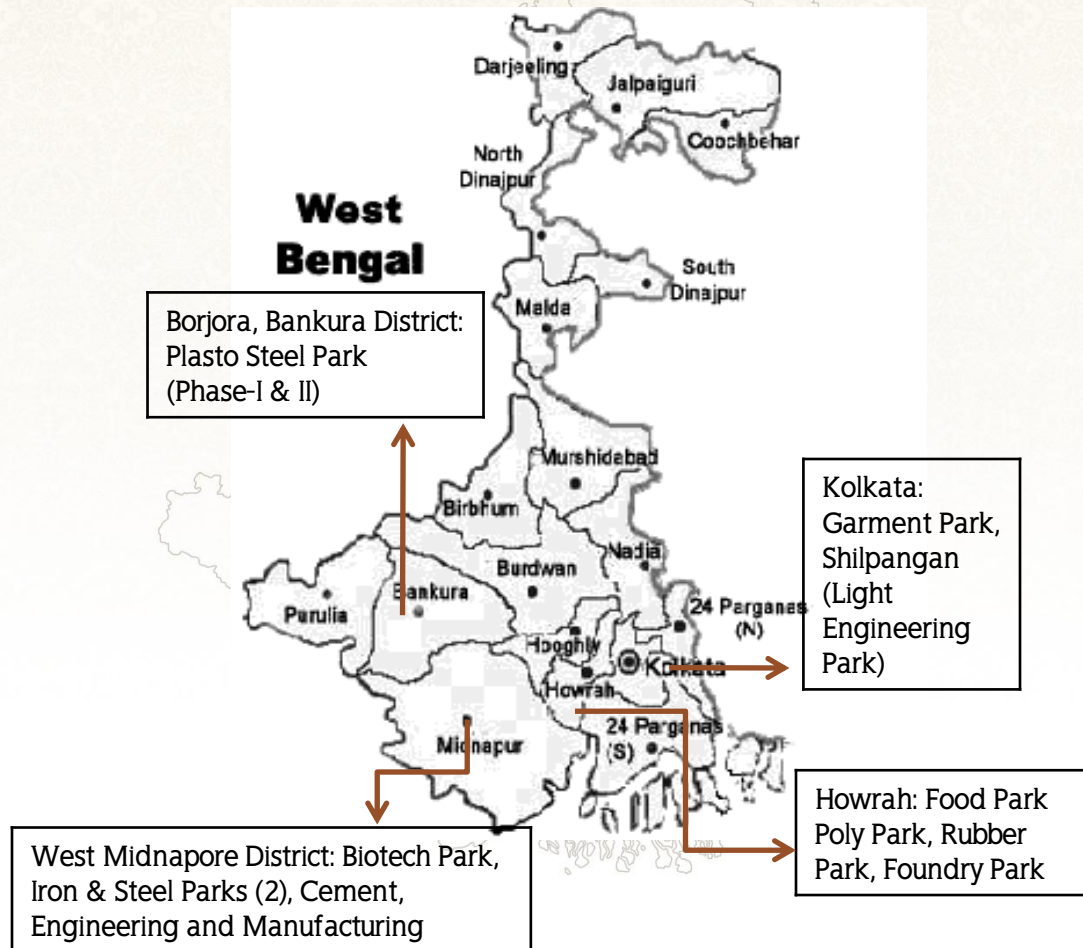 Darjeeling
Jalpaiguri
Coochbehar
North
Dinajpur
West
Bengal
South
Dinajpur
Malda
Borjora, Bankura District:
Plasto Steel Park
(Phase-I & II)
Murshidabad
Birbhum
Kolkata:
Garment Park,
Shilpangan
(Light
Engineering
Park)
Nadia
Burdwan
Bankura
Purulia
24 Parganas
(N)
Hooghly
Kolkata
Howrah
24 Parganas
(S)
Midnapur
Howrah: Food Park
Poly Park, Rubber
Park, Foundry Park
West Midnapore District: Biotech Park,
Iron & Steel Parks (2), Cement,
Engineering and Manufacturing